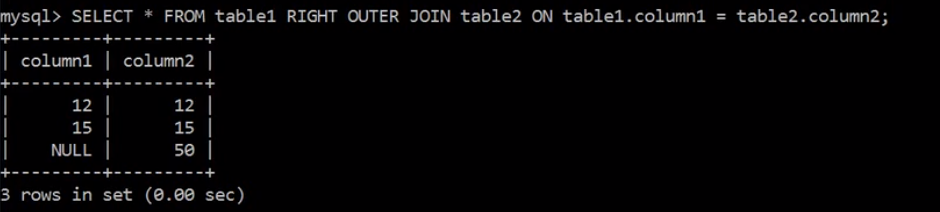 mysql> SELECT * FROM table1 RIGHT OUTER JOIN table2 ON table1.column1 = table2.column2;
+---------+---------+
| column1 | column2 |
+---------+---------+
|      12 |      12 |
|      15 |      15 |
|    NULL |      50 |
+---------+---------+
3 rows in set (0.00 sec)